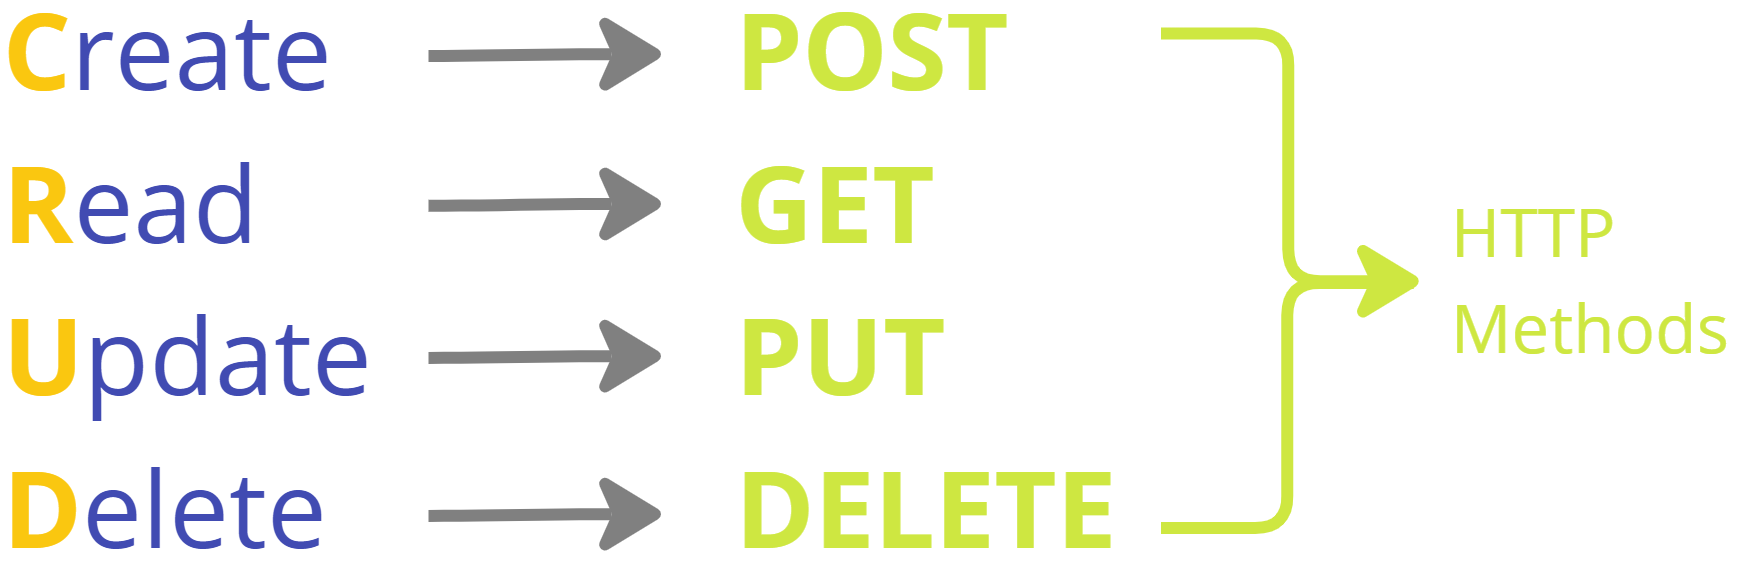 Create POST
Read GET
HTTP
Methods
Update PUT
Delete DELETE